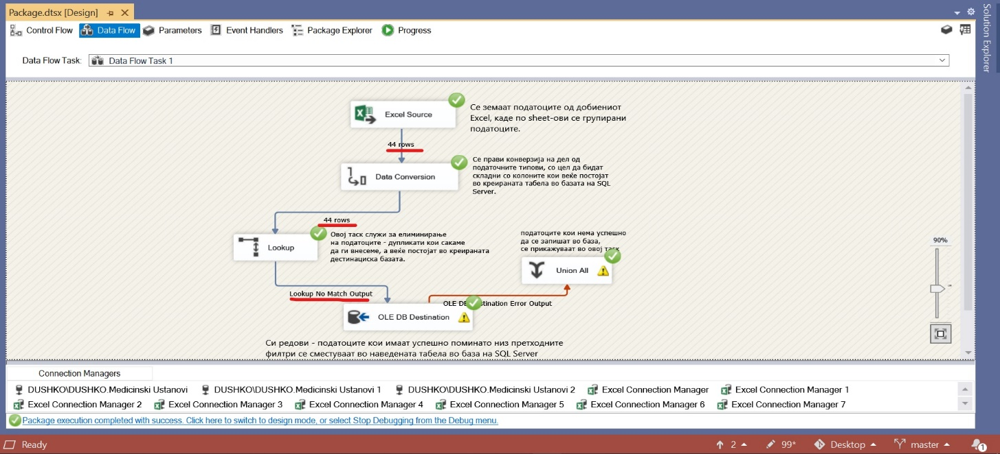 Package.dtsx [Design]
Solution Explorer
Control Flow Data Flow Parameters Event Handlers Package Explorer Progress
Data Flow Task: Data Flow Task 1
Excel Source
Се земаат податоците од добиениот
Excel, каде по sheet-ови се групирани
податоците.
44 rows
Data Conversion
Се прави конверзија на дел од
податочните типови, со цел да бидат
складни со колоните кои веќе постојат
во креираната табела во базата на SQL
Server.
44 rows
Lookup
Овој таск служи за елиминирање
на податоците - дупликати кои сакаме
да ги внесеме, а веќе постојат во креираната
дестинациска базата.
податоците кои нема успешно
да се запишат во база,
се прикажуваат во овој таск
Union All
90%
Lookup No Match Output
OLE DB Destination Error Output
OLE DB Destination
Си редови - податоците кои имаат успешно поминато низ претходните
филтри се сместуваат во наведената табела во база на SQL Server
Connection Managers
DUSHKO\DUSHKO.Medicinski Ustanovi DUSHKO\DUSHKO.Medicinski Ustanovi 1 DUSHKO\DUSHKO.Medicinski Ustanovi 2 Excel Connection Manager Excel Connection Manager 1
Excel Connection Manager 2 Excel Connection Manager 3 Excel Connection Manager 4 Excel Connection Manager 5 Excel Connection Manager 6 Excel Connection Manager 7
Package execution completed with success. Click here to switch to design mode, or select Stop Debugging from the Debug menu.
Ready 2 99* Desktop master 1